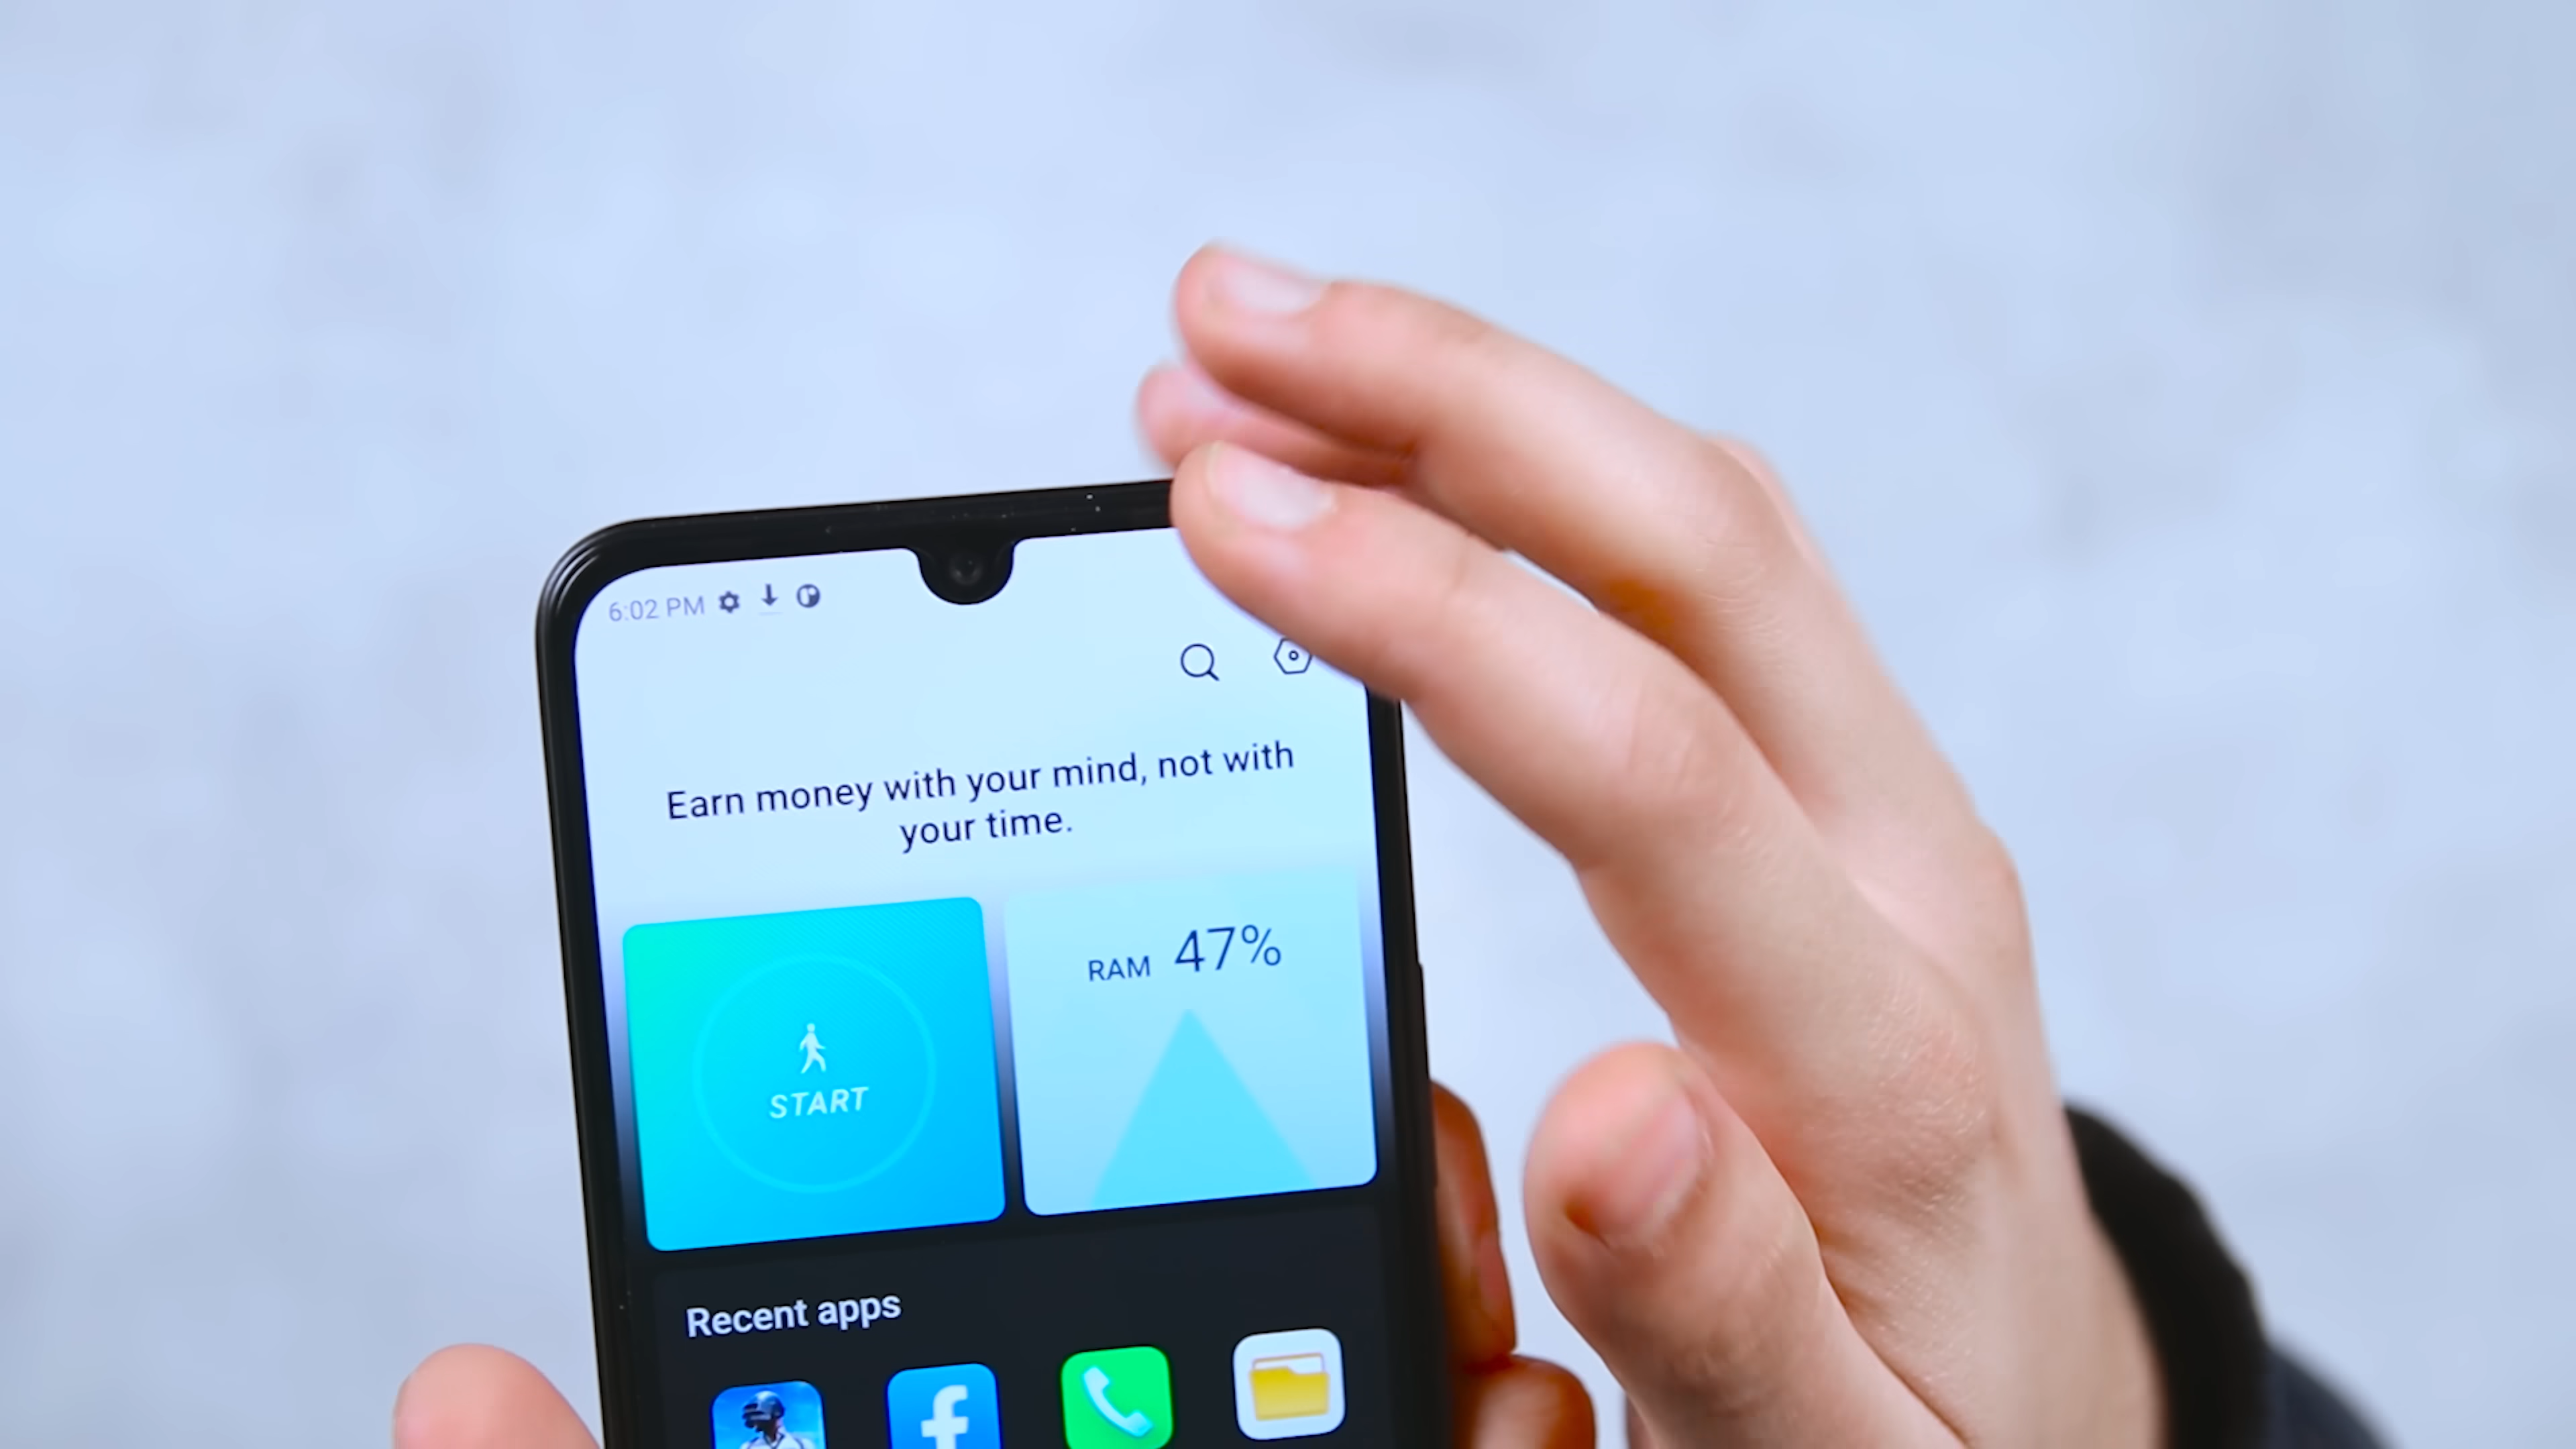 6:02 PM
Earn money with your mind, not with
your time.
START
RAM 47%
Recent apps